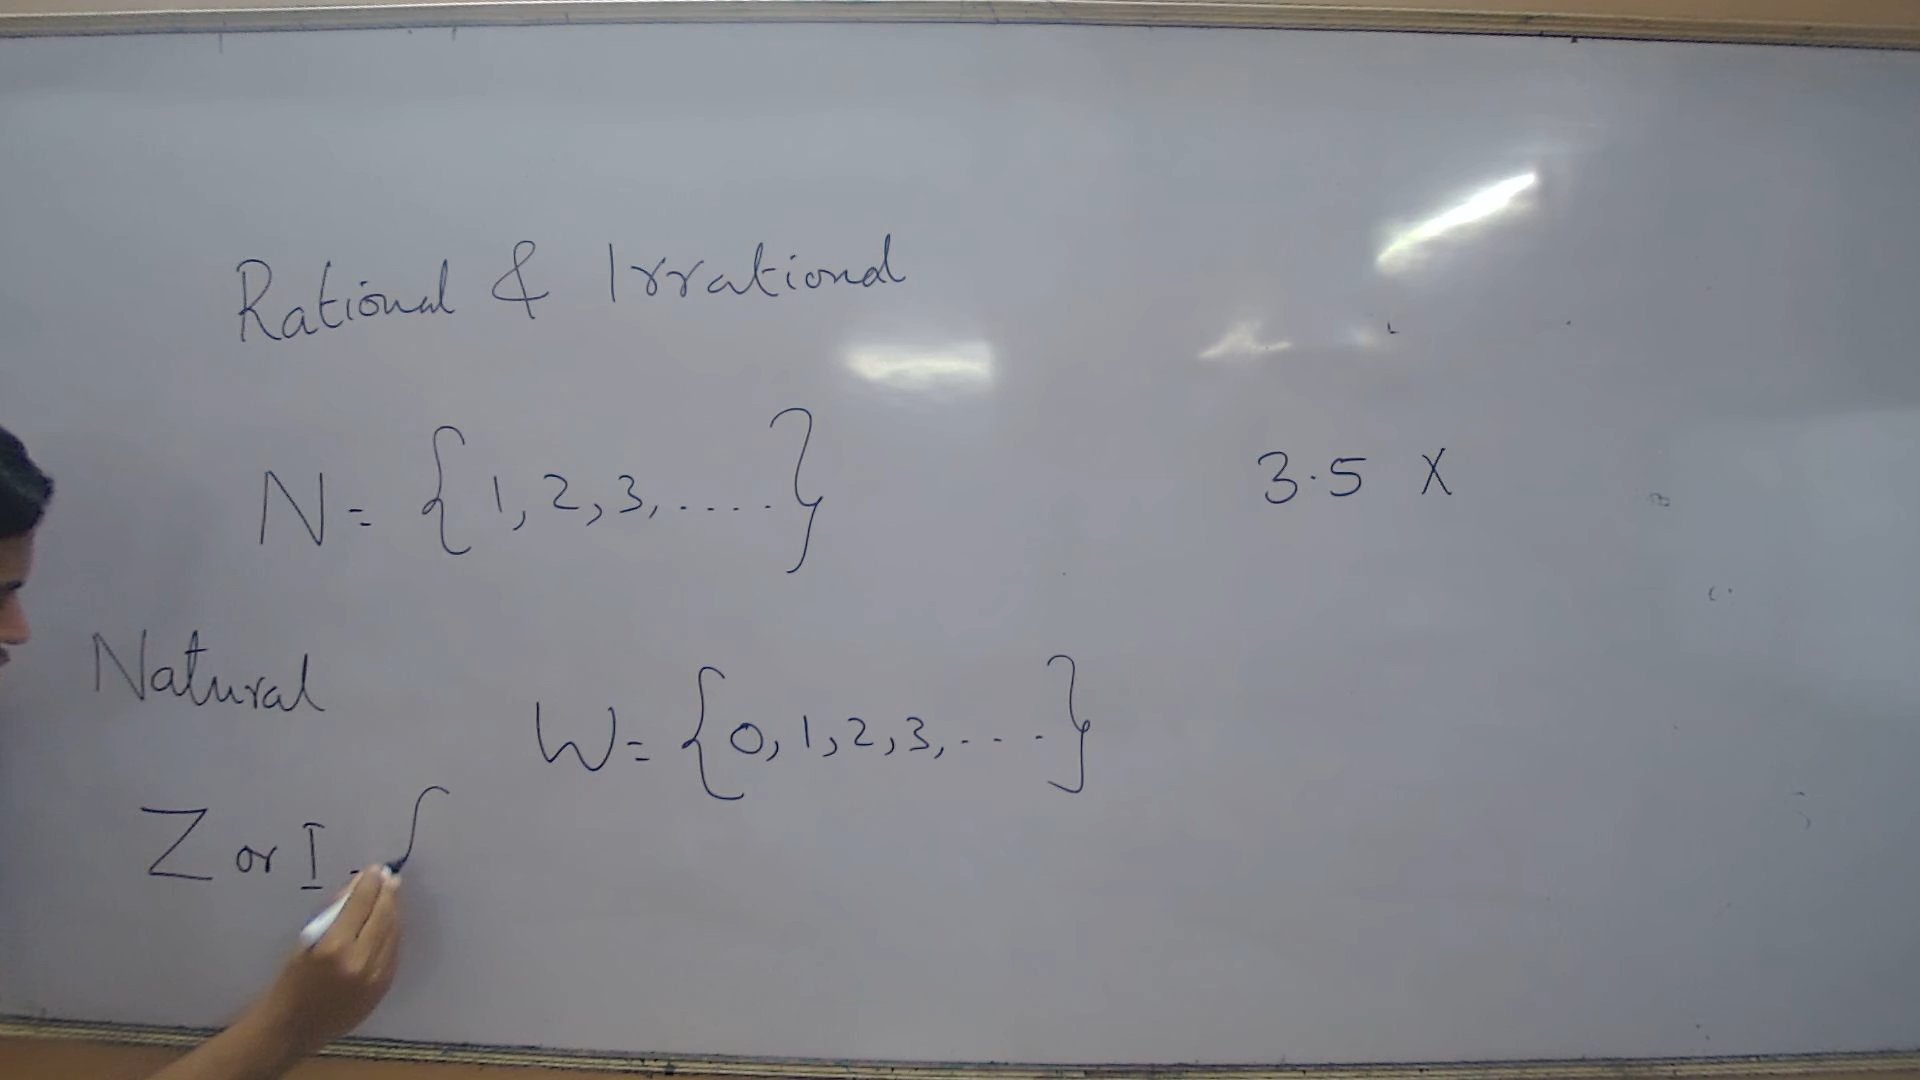 Rational & Irrational
N = {1, 2, 3, ....}
3.5 X
Natural
W = {0, 1, 2, 3, ....}
Z or I = {